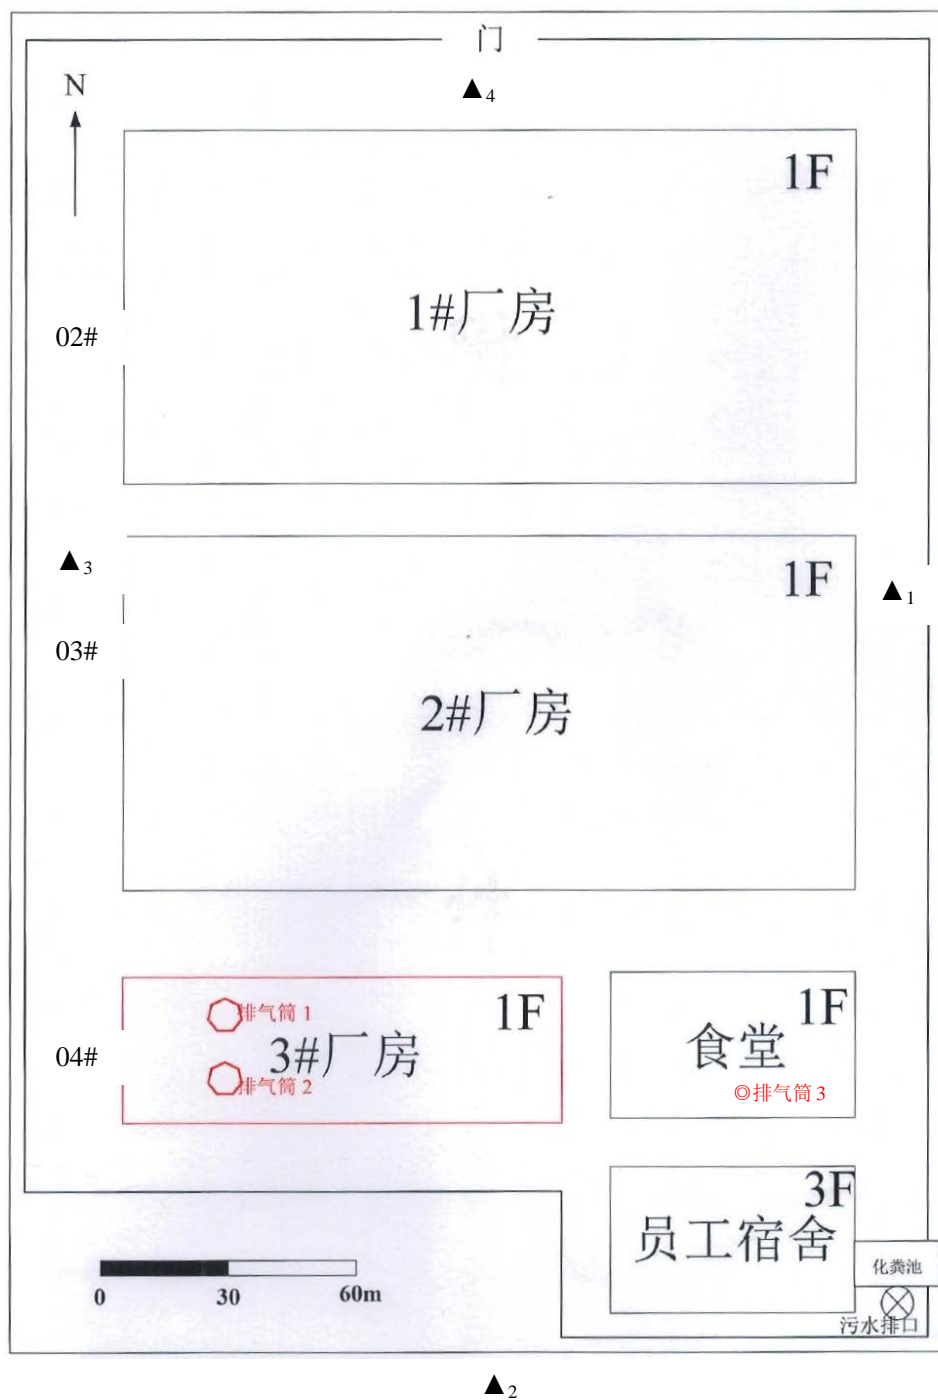 门
N
▲4
1F
1#厂房
02#
▲3
1F
▲1
03#
2#厂房
排气筒 1
1F
1F
3#厂房
食堂
04#
排气筒 2
◎排气筒 3
3F
员工宿舍
化粪池
0 30 60m
污水排口
▲2